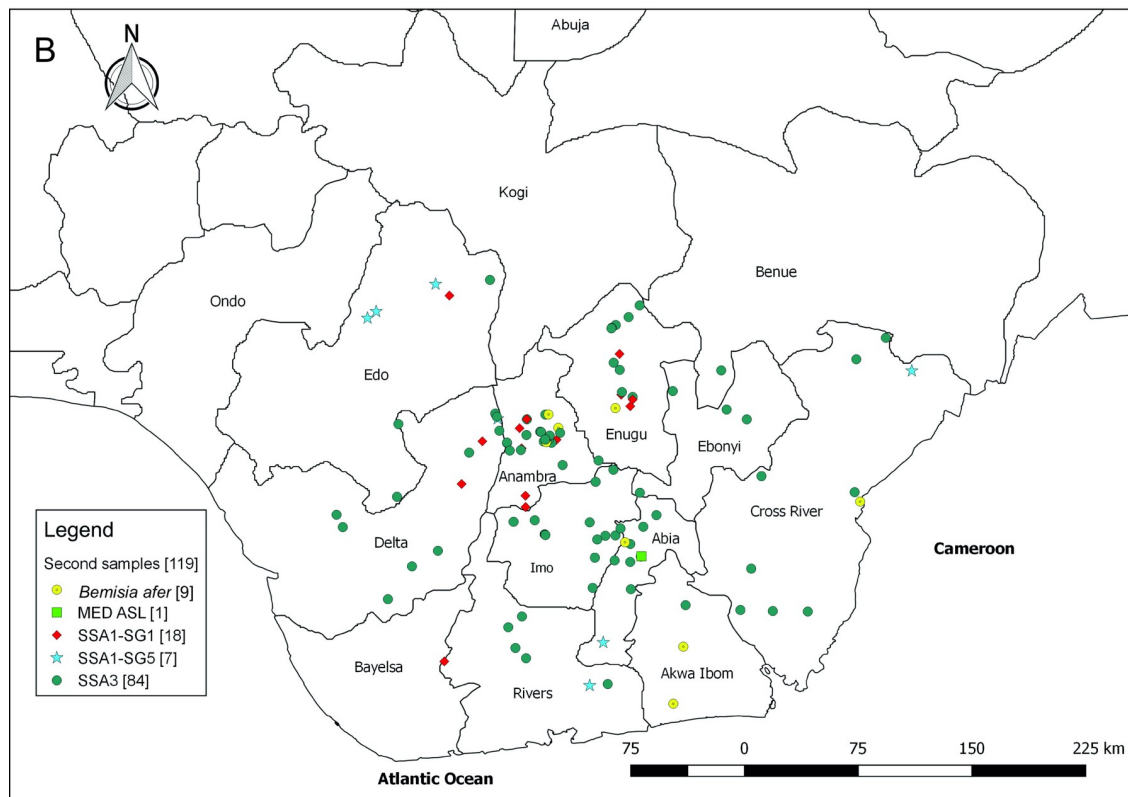 Abuja
B
N
Kogi
Benue
Ondo
Edo
Enugu
Ebonyi
Anambra
Cross River
Legend
Second samples [119]
Bemisia afer [9]
MED ASL [1]
SSA1-SG1 [18]
SSA1-SG5 [7]
SSA3 [84]
Delta
Imo
Abia
Cameroon
Bayelsa
Rivers
Akwa Ibom
75 0 75 150 225 km
Atlantic Ocean